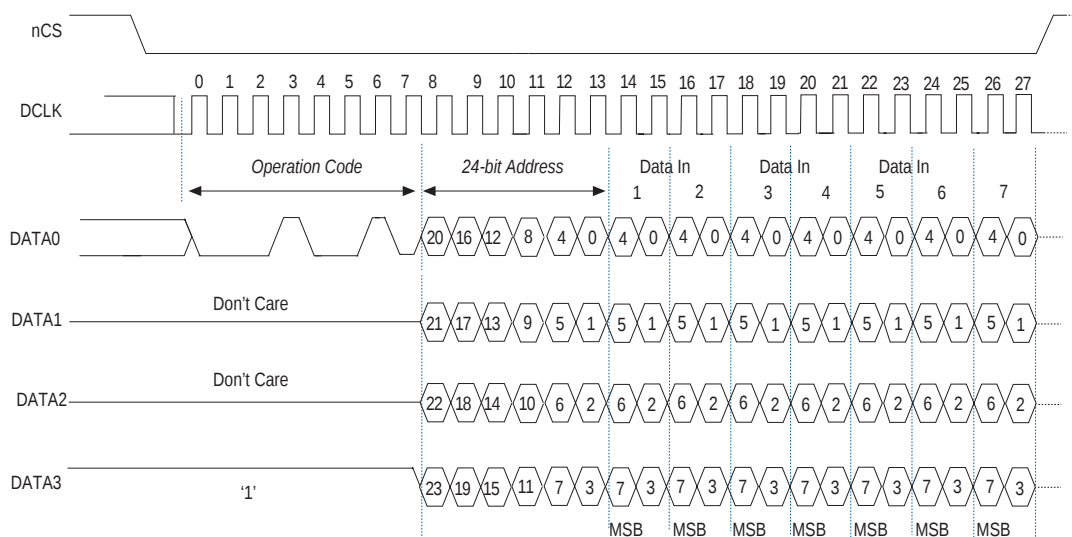 nCS
0 1 2 3 4 5 6 7 8 9 10 11 12 13 14 15 16 17 18 19 20 21 22 23 24 25 26 27
DCLK
Operation Code 24-bit Address Data In Data In Data In
1 2 3 4 5 6 7
DATA0 20 16 12 8 4 0 4 0 4 0 4 0 4 0 4 0 4 0 4 0
Don't Care
DATA1 21 17 13 9 5 1 5 1 5 1 5 1 5 1 5 1 5 1 5 1
Don't Care
DATA2 22 18 14 10 6 2 6 2 6 2 6 2 6 2 6 2 6 2 6 2
DATA3 '1' 23 19 15 11 7 3 7 3 7 3 7 3 7 3 7 3 7 3 7 3
MSB MSB MSB MSB MSB MSB MSB